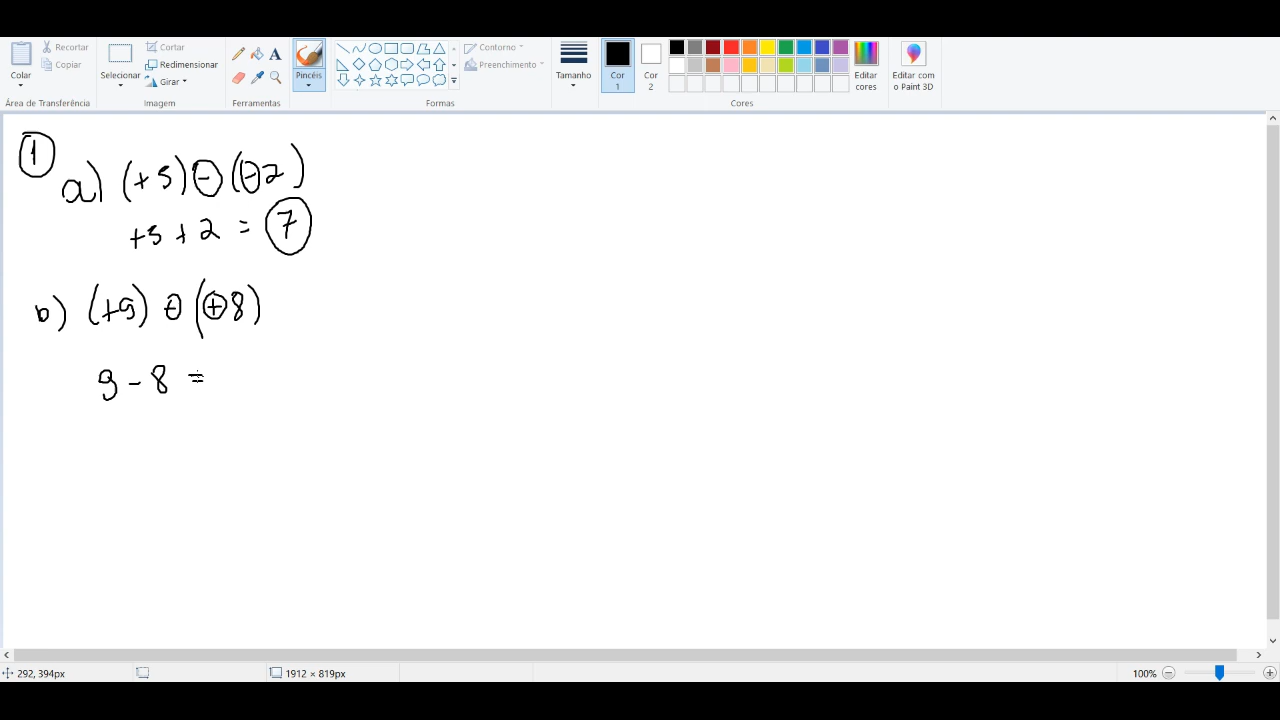 Colar
Recortar
Copiar
Área de Transferência
Selecionar
Cortar
Redimensionar
Girar
Imagem
A
Ferramentas
Pincéis
Contorno
Preenchimento
Formas
Tamanho
Cor 1
Cor 2
Editar cores
Editar com o Paint 3D
Cores
1
a) (+5) - (-2)
+5 + 2 = 7
b) (+9) - (+8)
9 - 8 =
292, 394px
1912 × 819px
100%